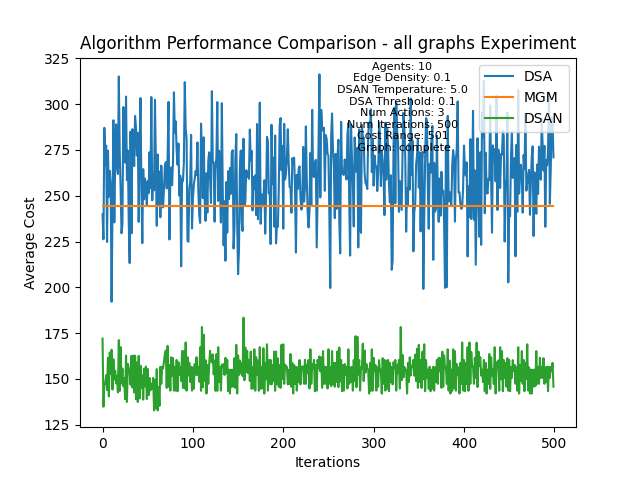 Algorithm Performance Comparison - all graphs Experiment
Agents: 10
Edge Density: 0.1
DSAN Temperature: 5.0
DSA Threshold: 0.1
Num Actions: 3
Num Iterations: 500
Cost Range: 501
Graph: complete
DSA
MGM
DSAN
Average Cost
325
300
275
250
225
200
175
150
125
0
100
200
300
400
500
Iterations